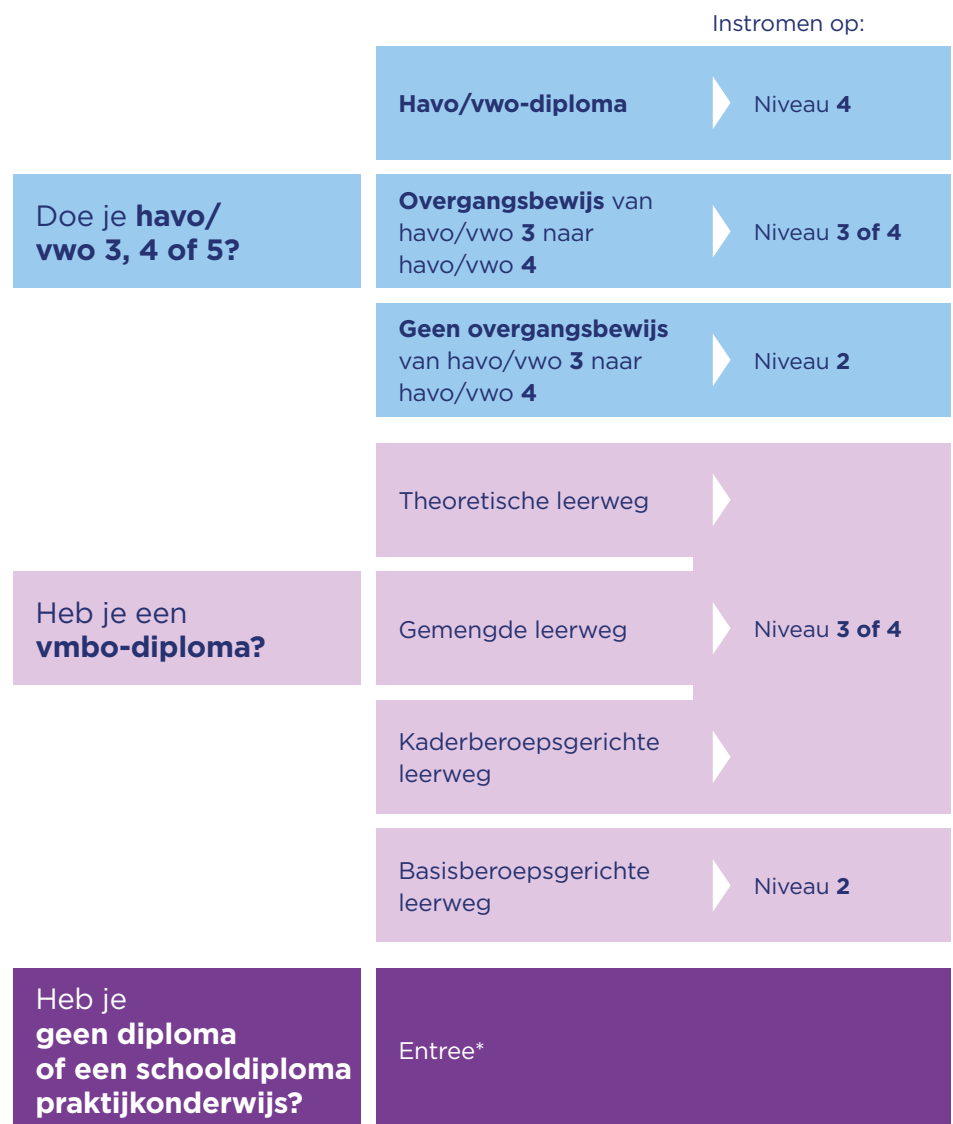 Instromen op:
Havo/vwo-diploma
Niveau 4
Doe je havo/
vwo 3, 4 of 5?
Overgangsbewijs van
havo/vwo 3 naar
havo/vwo 4
Niveau 3 of 4
Geen overgangsbewijs
van havo/vwo 3 naar
havo/vwo 4
Niveau 2
Heb je een
vmbo-diploma?
Theoretische leerweg
Gemengde leerweg
Kaderberoepsgerichte
leerweg
Niveau 3 of 4
Basisberoepsgerichte
leerweg
Niveau 2
Heb je
geen diploma
of een schooldiploma
praktijkonderwijs?
Entree*